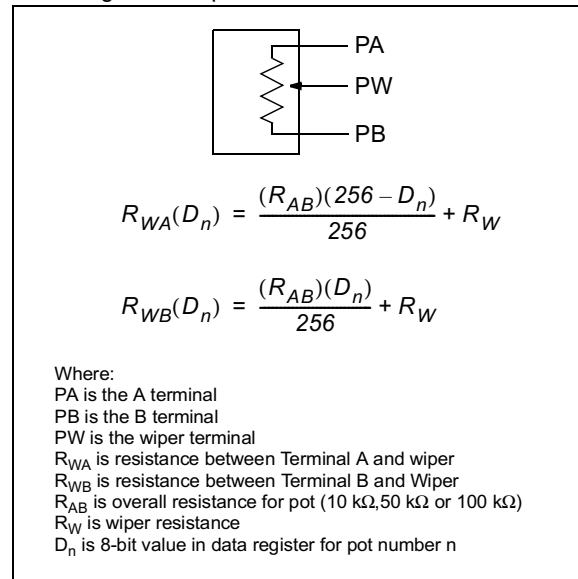 PA
PW
PB
R_WA(D_n) = (R_AB)(256 – D_n) / 256 + R_W
R_WB(D_n) = (R_AB)(D_n) / 256 + R_W
Where:
PA is the A terminal
PB is the B terminal
PW is the wiper terminal
R_WA is resistance between Terminal A and wiper
R_WB is resistance between Terminal B and Wiper
R_AB is overall resistance for pot (10 kΩ,50 kΩ or 100 kΩ)
R_W is wiper resistance
D_n is 8-bit value in data register for pot number n